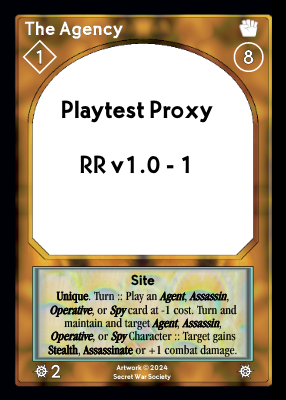 The Agency
1
8
Playtest Proxy
RR v1.0 - 1
Site
Unique. Turn :: Play an Agent, Assassin,
Operative, or Spy card at -1 cost. Turn and
maintain and target Agent, Assassin,
Operative, or Spy Character :: Target gains
Stealth, Assassinate or +1 combat damage.
2
Artwork © 2024
Secret War Society